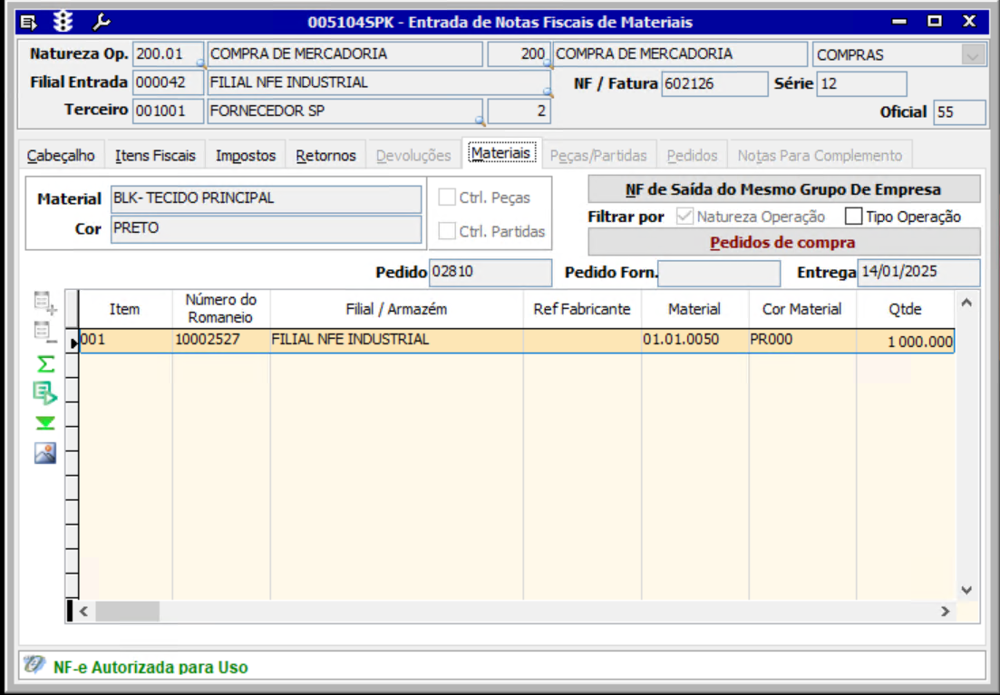 005104SPK - Entrada de Notas Fiscais de Materiais
Natureza Op. 200.01 COMPRA DE MERCADORIA 200 COMPRA DE MERCADORIA COMPRAS
Filial Entrada 000042 FILIAL NFE INDUSTRIAL NF / Fatura 602126 Série 12
Terceiro 001001 FORNECEDOR SP 2 Oficial 55
Cabeçalho Itens Fiscais Impostos Retornos Devoluções Materiais Peças/Partidas Pedidos Notas Para Complemento
Material BLK- TECIDO PRINCIPAL Ctrl. Peças NF de Saída do Mesmo Grupo De Empresa
Filtrar por Natureza Operação Tipo Operação
Cor PRETO Ctrl. Partidas Pedidos de compra
Pedido 02810 Pedido Forn. Entrega 14/01/2025
Item Número do Romaneio Filial / Armazém Ref Fabricante Material Cor Material Qtde
001 10002527 FILIAL NFE INDUSTRIAL 01.01.0050 PR000 1 000.000
NF-e Autorizada para Uso